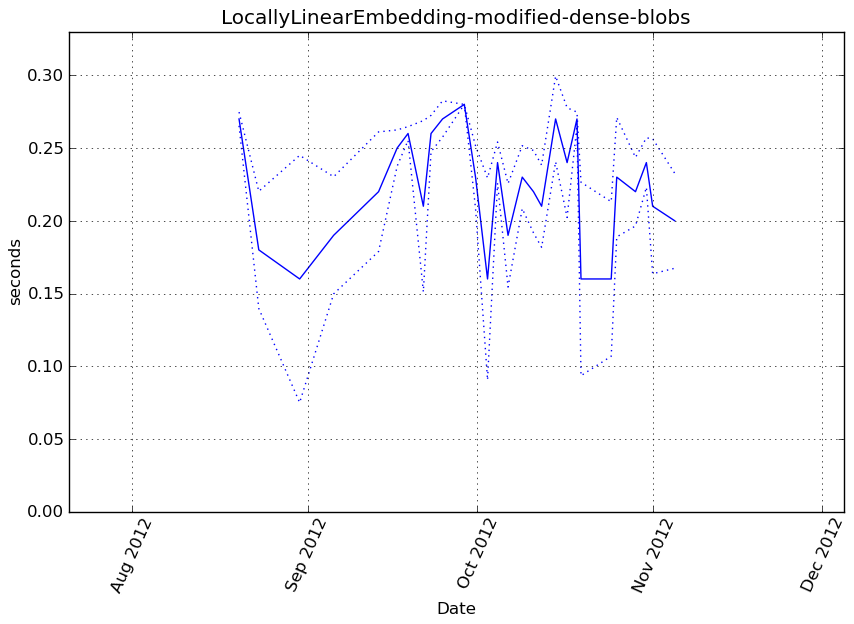 LocallyLinearEmbedding-modified-dense-blobs
0.30
0.25
0.20
0.15
0.10
0.05
0.00
seconds
Aug 2012
Sep 2012
Oct 2012
Nov 2012
Dec 2012
Date